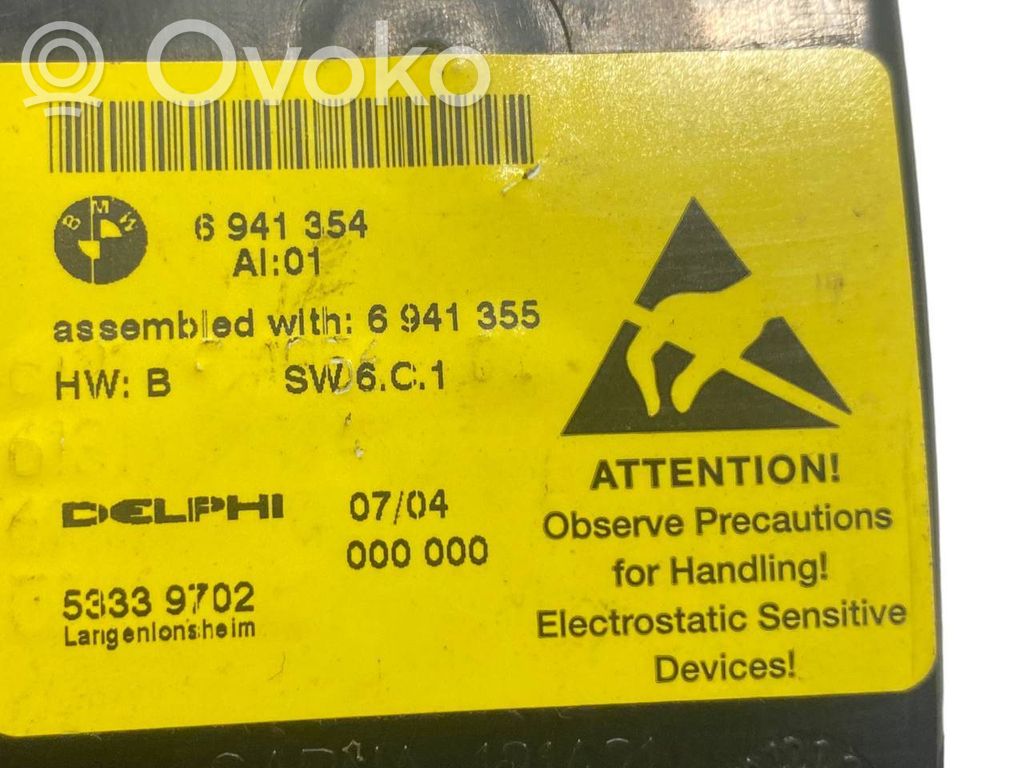 Ovoko
BMW
6 941 354
AI:01
assembled with: 6 941 355
HW: B SW 6.C.1
DELPHI 07/04
000 000
5333 9702
Langenlonsheim
ATTENTION!
Observe Precautions
for Handling!
Electrostatic Sensitive
Devices!